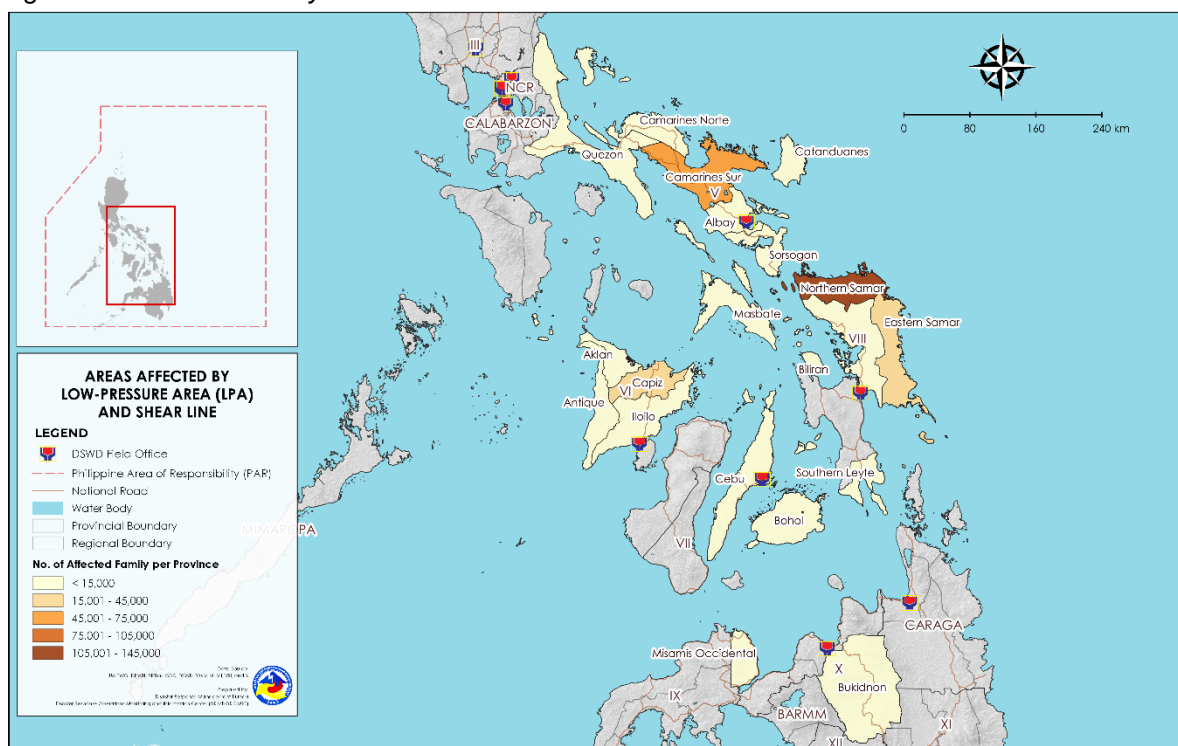 III
NCR
CALABARZON
Quezon
Camarines Norte
Catanduanes
Camarines Sur
V
Albay
Sorsogon
Masbate
Northern Samar
Eastern Samar
VIII
Biliran
Aklan
Capiz
VI
Antique
Iloilo
Cebu
Southern Leyte
Bohol
VII
MIMAROPA
CARAGA
Misamis Occidental
X
Bukidnon
IX
BARMM
XI
XII
0 80 160 240 km
AREAS AFFECTED BY
LOW-PRESSURE AREA (LPA)
AND SHEAR LINE
LEGEND
DSWD Field Office
Philippine Area of Responsibility (PAR)
National Road
Water Body
Provincial Boundary
Regional Boundary
No. of Affected Family per Province
< 15,000
15,001 - 45,000
45,001 - 75,000
75,001 - 105,000
105,001 - 145,000